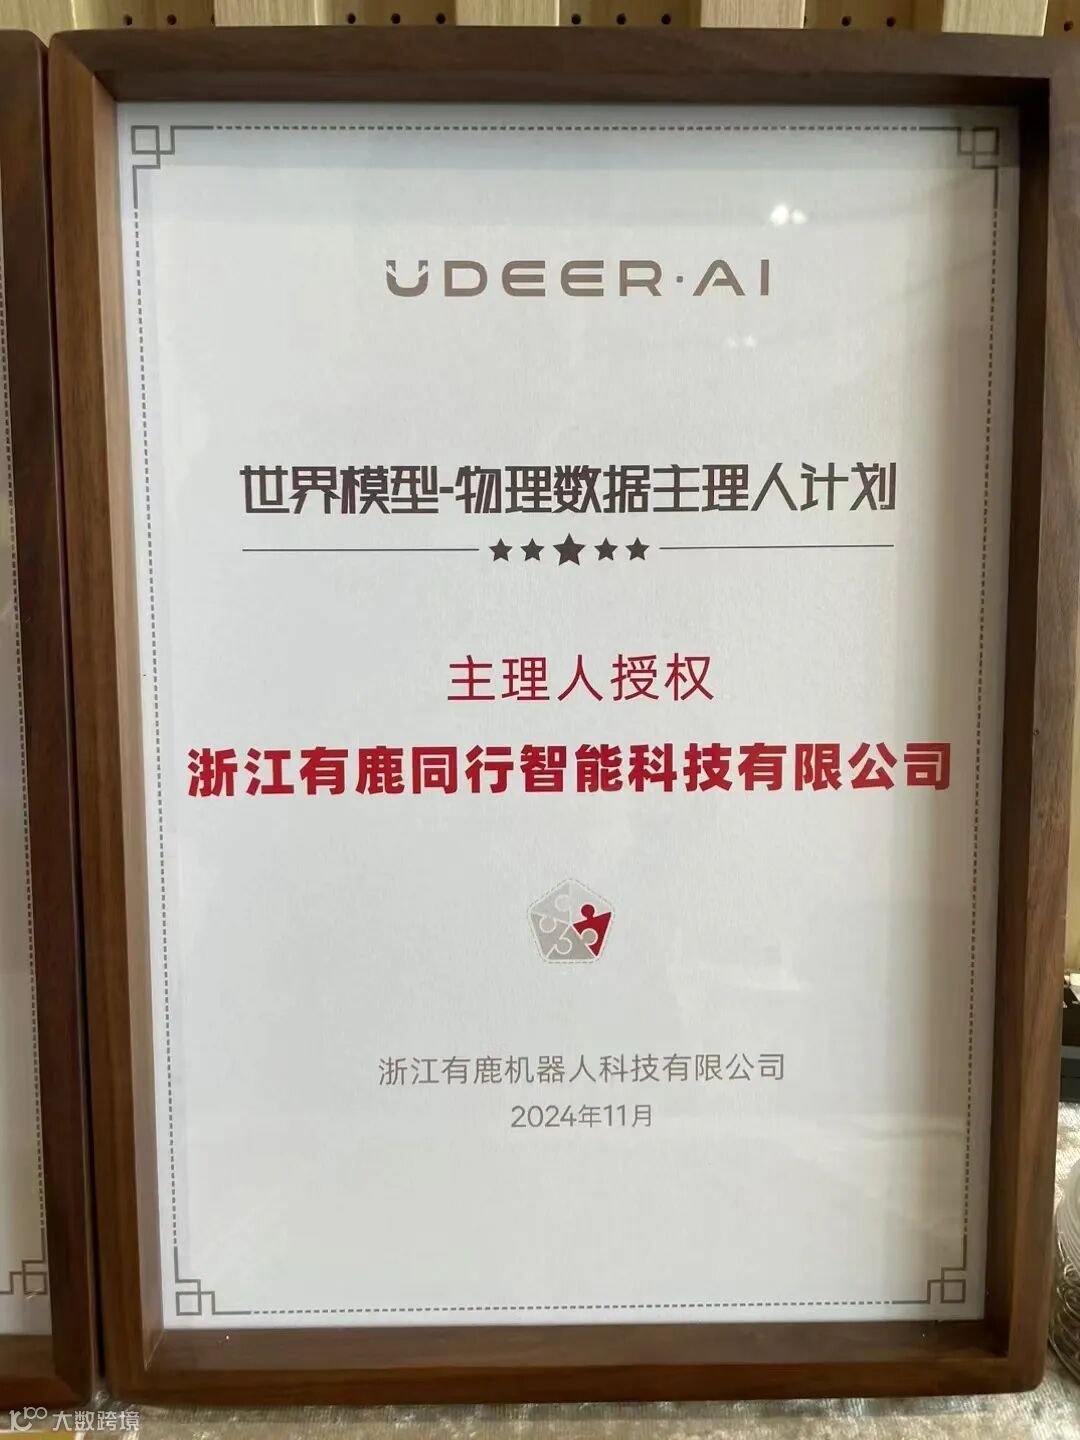 UDEER·AI
世界模型-物理数据主理人计划
主理人授权
浙江有鹿同行智能科技有限公司
浙江有鹿机器人科技有限公司
2024年11月
大数跨境